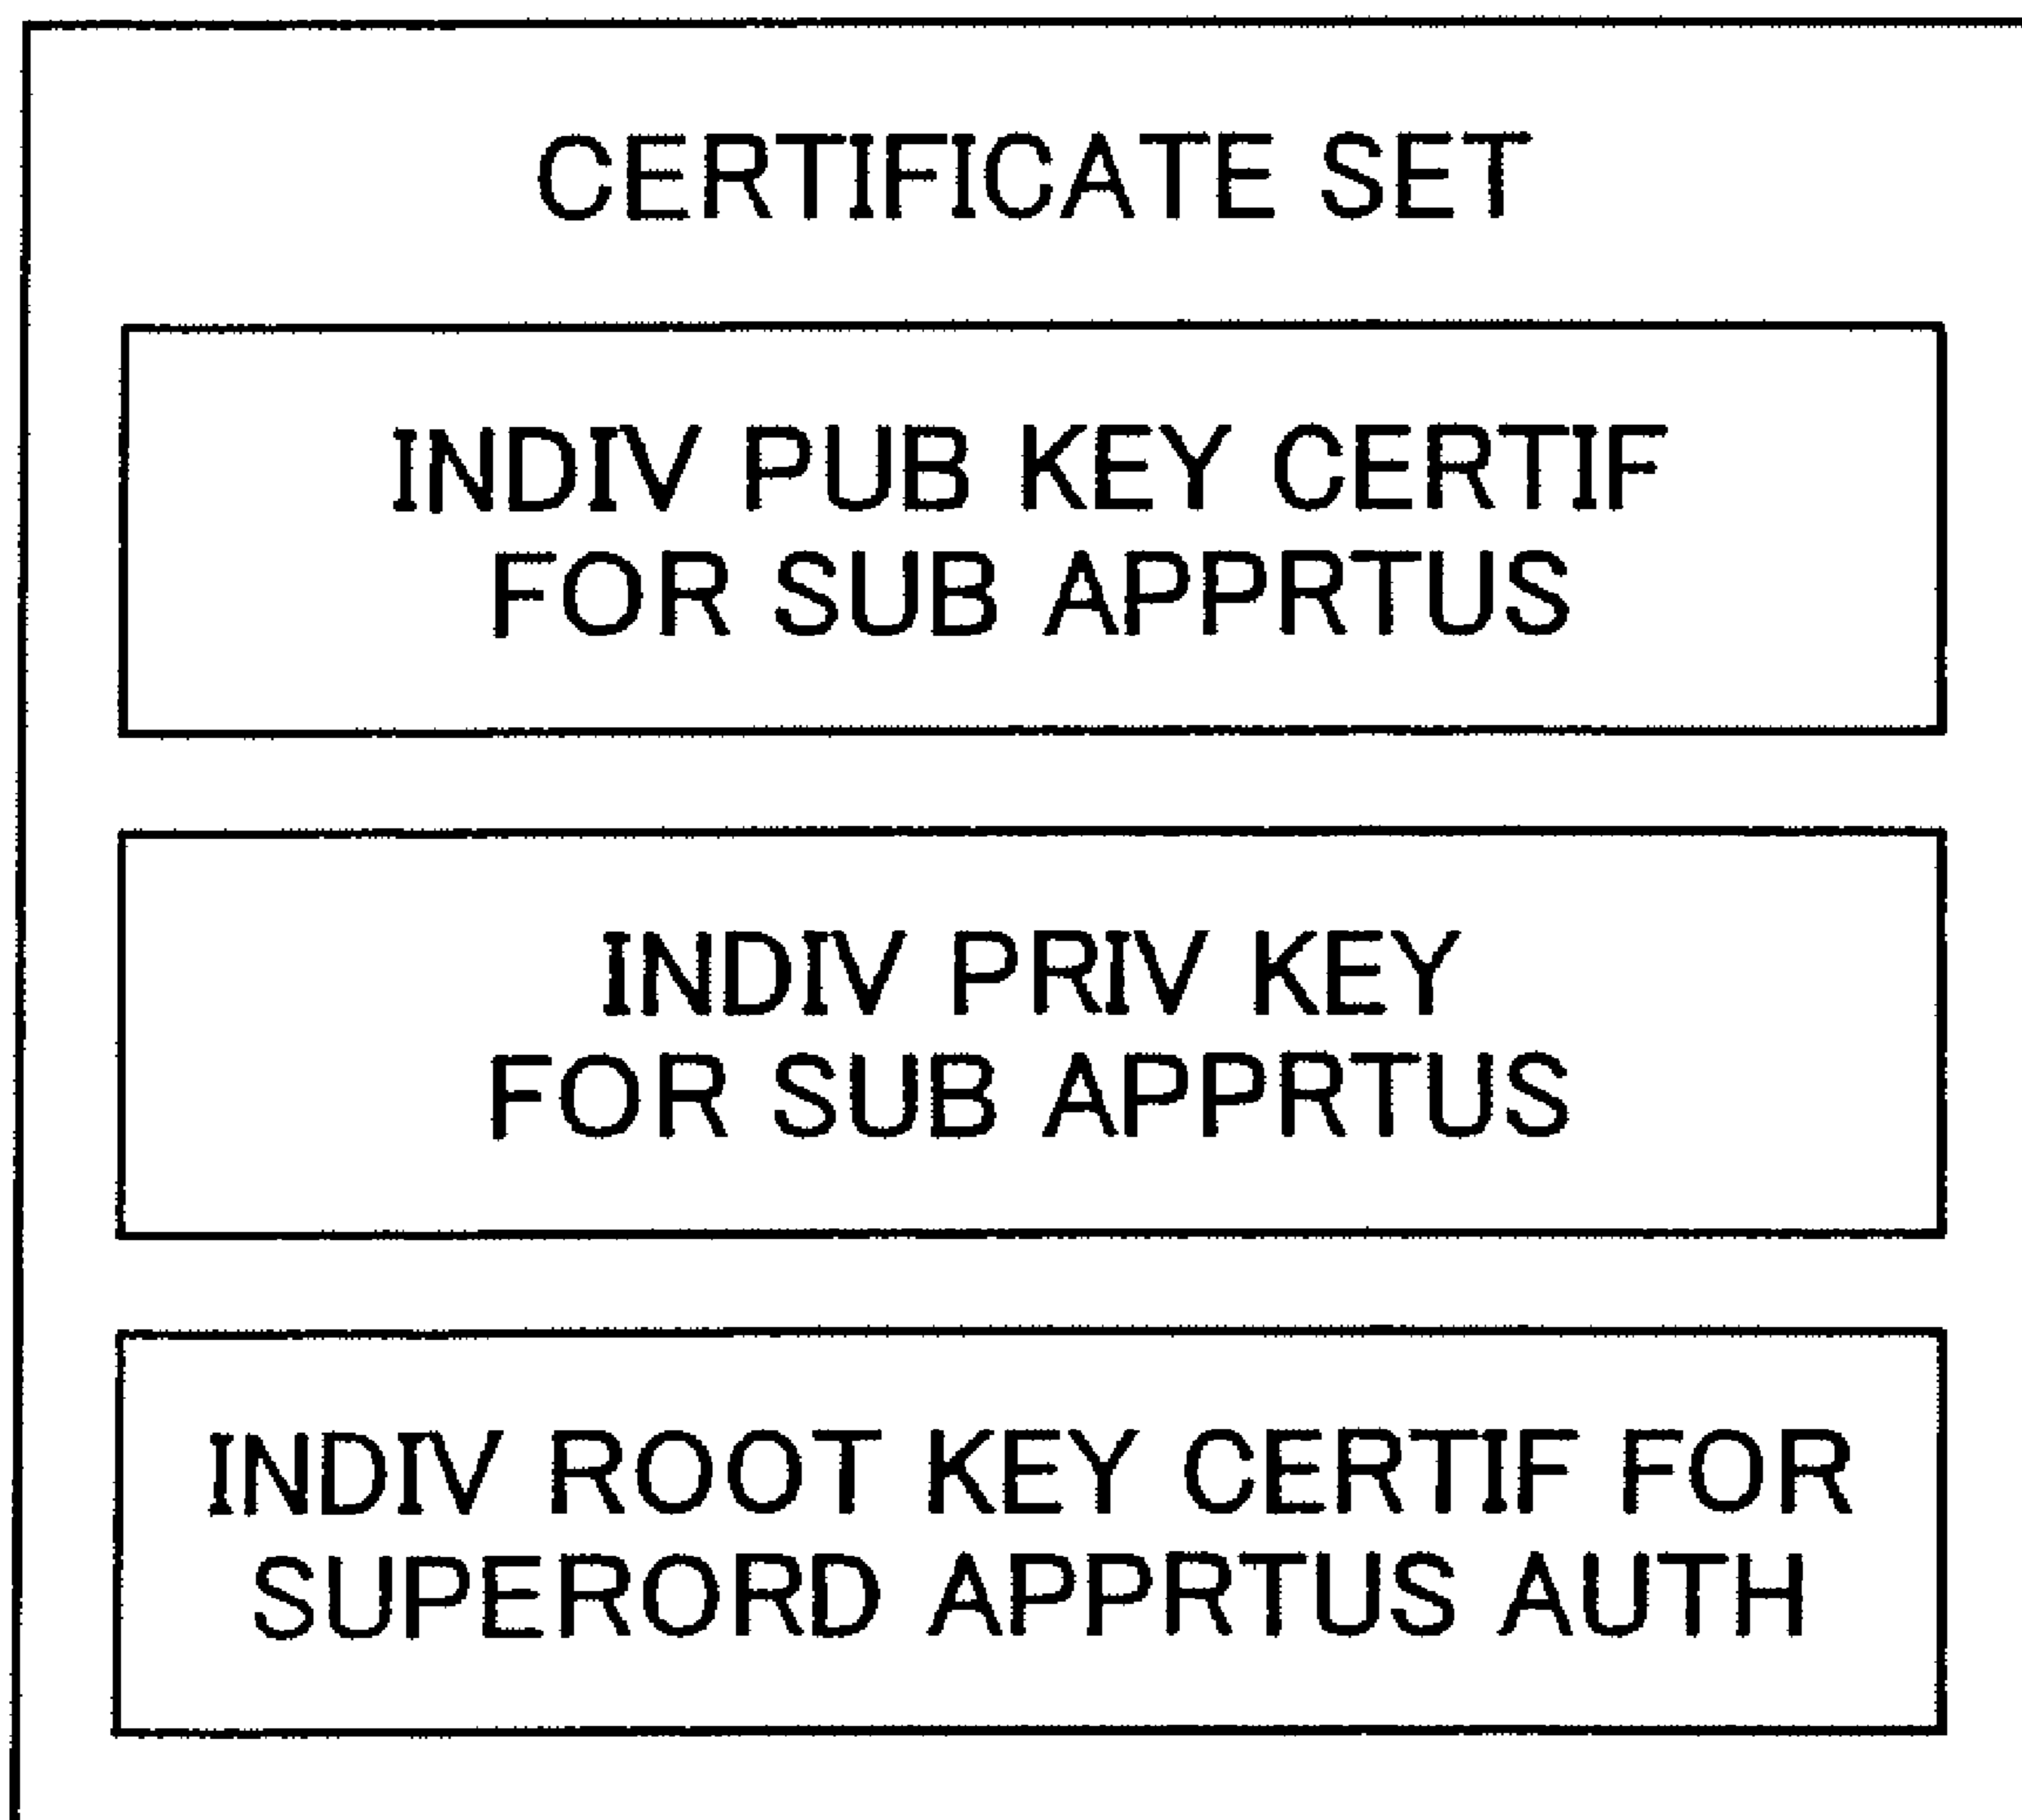 CERTIFICATE SET
INDIV PUB KEY CERTIF
FOR SUB APPRTUS
INDIV PRIV KEY
FOR SUB APPRTUS
INDIV ROOT KEY CERTIF FOR
SUPERORD APPRTUS AUTH